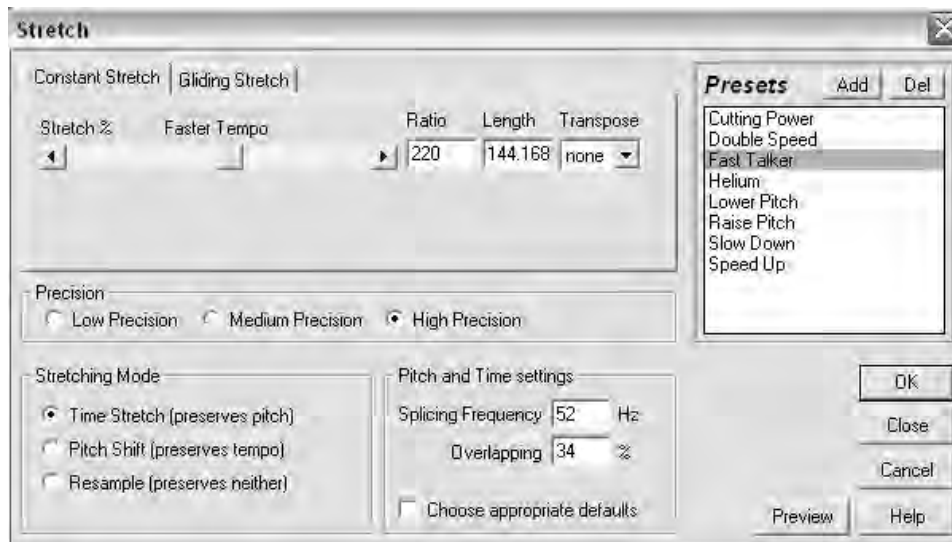 Stretch
Constant Stretch Gliding Stretch
Stretch % Faster Tempo Ratio Length Transpose
220 144.168 none
Presets Add Del
Cutting Power
Double Speed
Fast Talker
Helium
Lower Pitch
Raise Pitch
Slow Down
Speed Up
Precision
Low Precision Medium Precision High Precision
Stretching Mode
Time Stretch (preserves pitch)
Pitch Shift (preserves tempo)
Resample (preserves neither)
Pitch and Time settings
Splicing Frequency 52 Hz
Overlapping 34 %
Choose appropriate defaults
OK
Close
Cancel
Preview Help